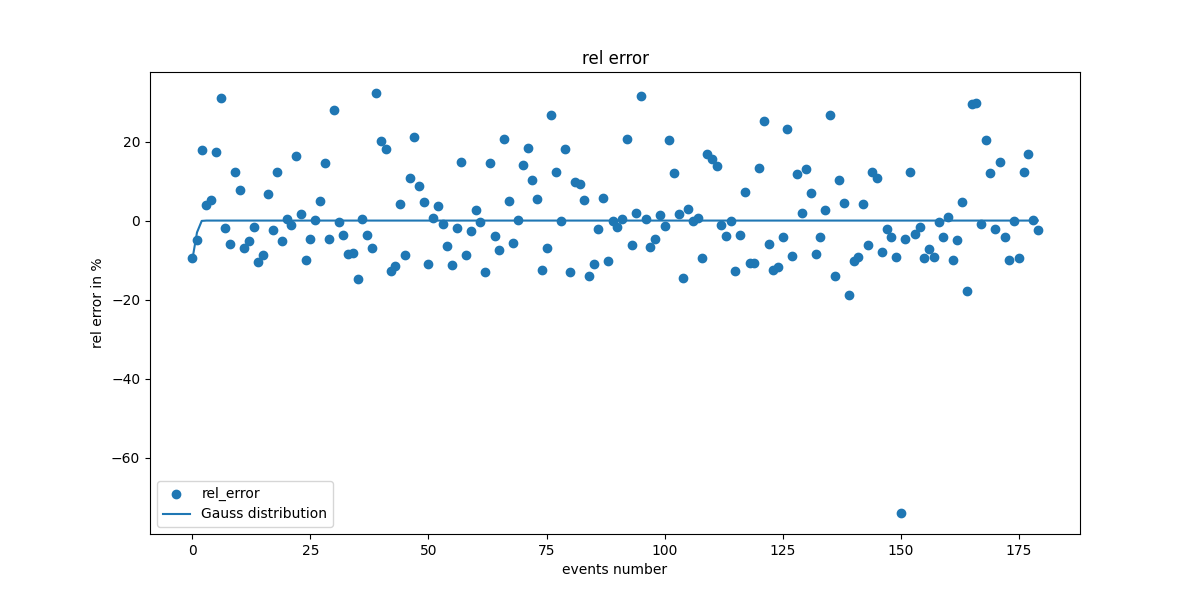 rel error
20
0
−20
−40
−60
rel error in %
rel_error
Gauss distribution
0 25 50 75 100 125 150 175
events number